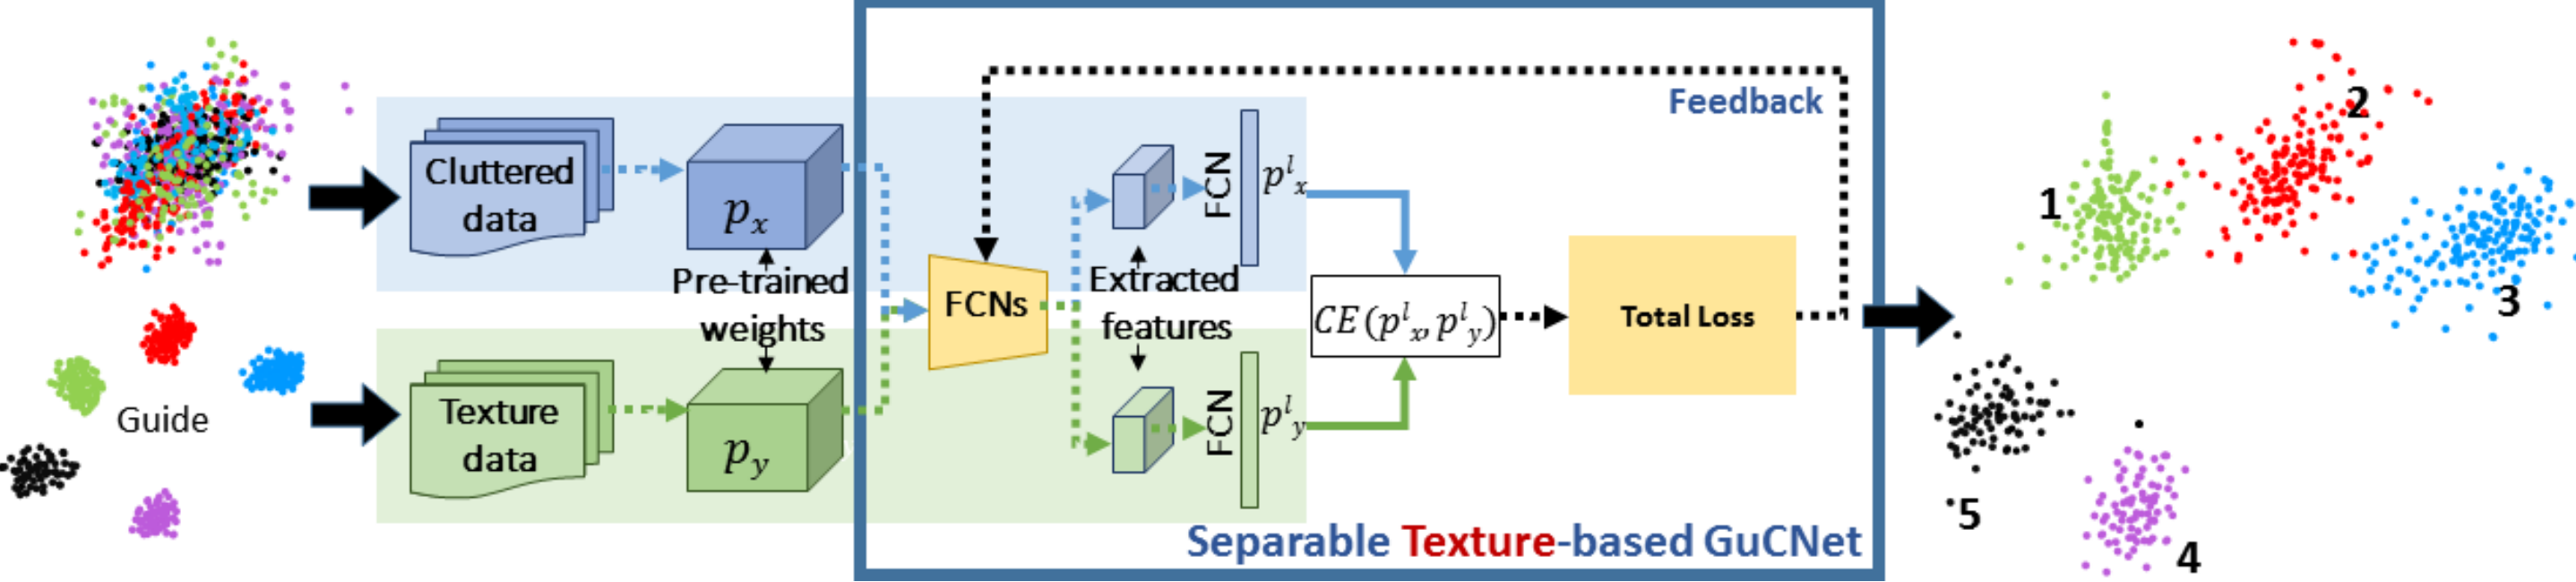 Feedback
Cluttered
data
p_x
FCN
p^l_x
2
1
3
Pre-trained
weights
Extracted
features
FCNs
CE(p^l_x, p^l_y)
Total Loss
Guide
Texture
data
p_y
FCN
p^l_y
5
4
Separable Texture-based GuCNet